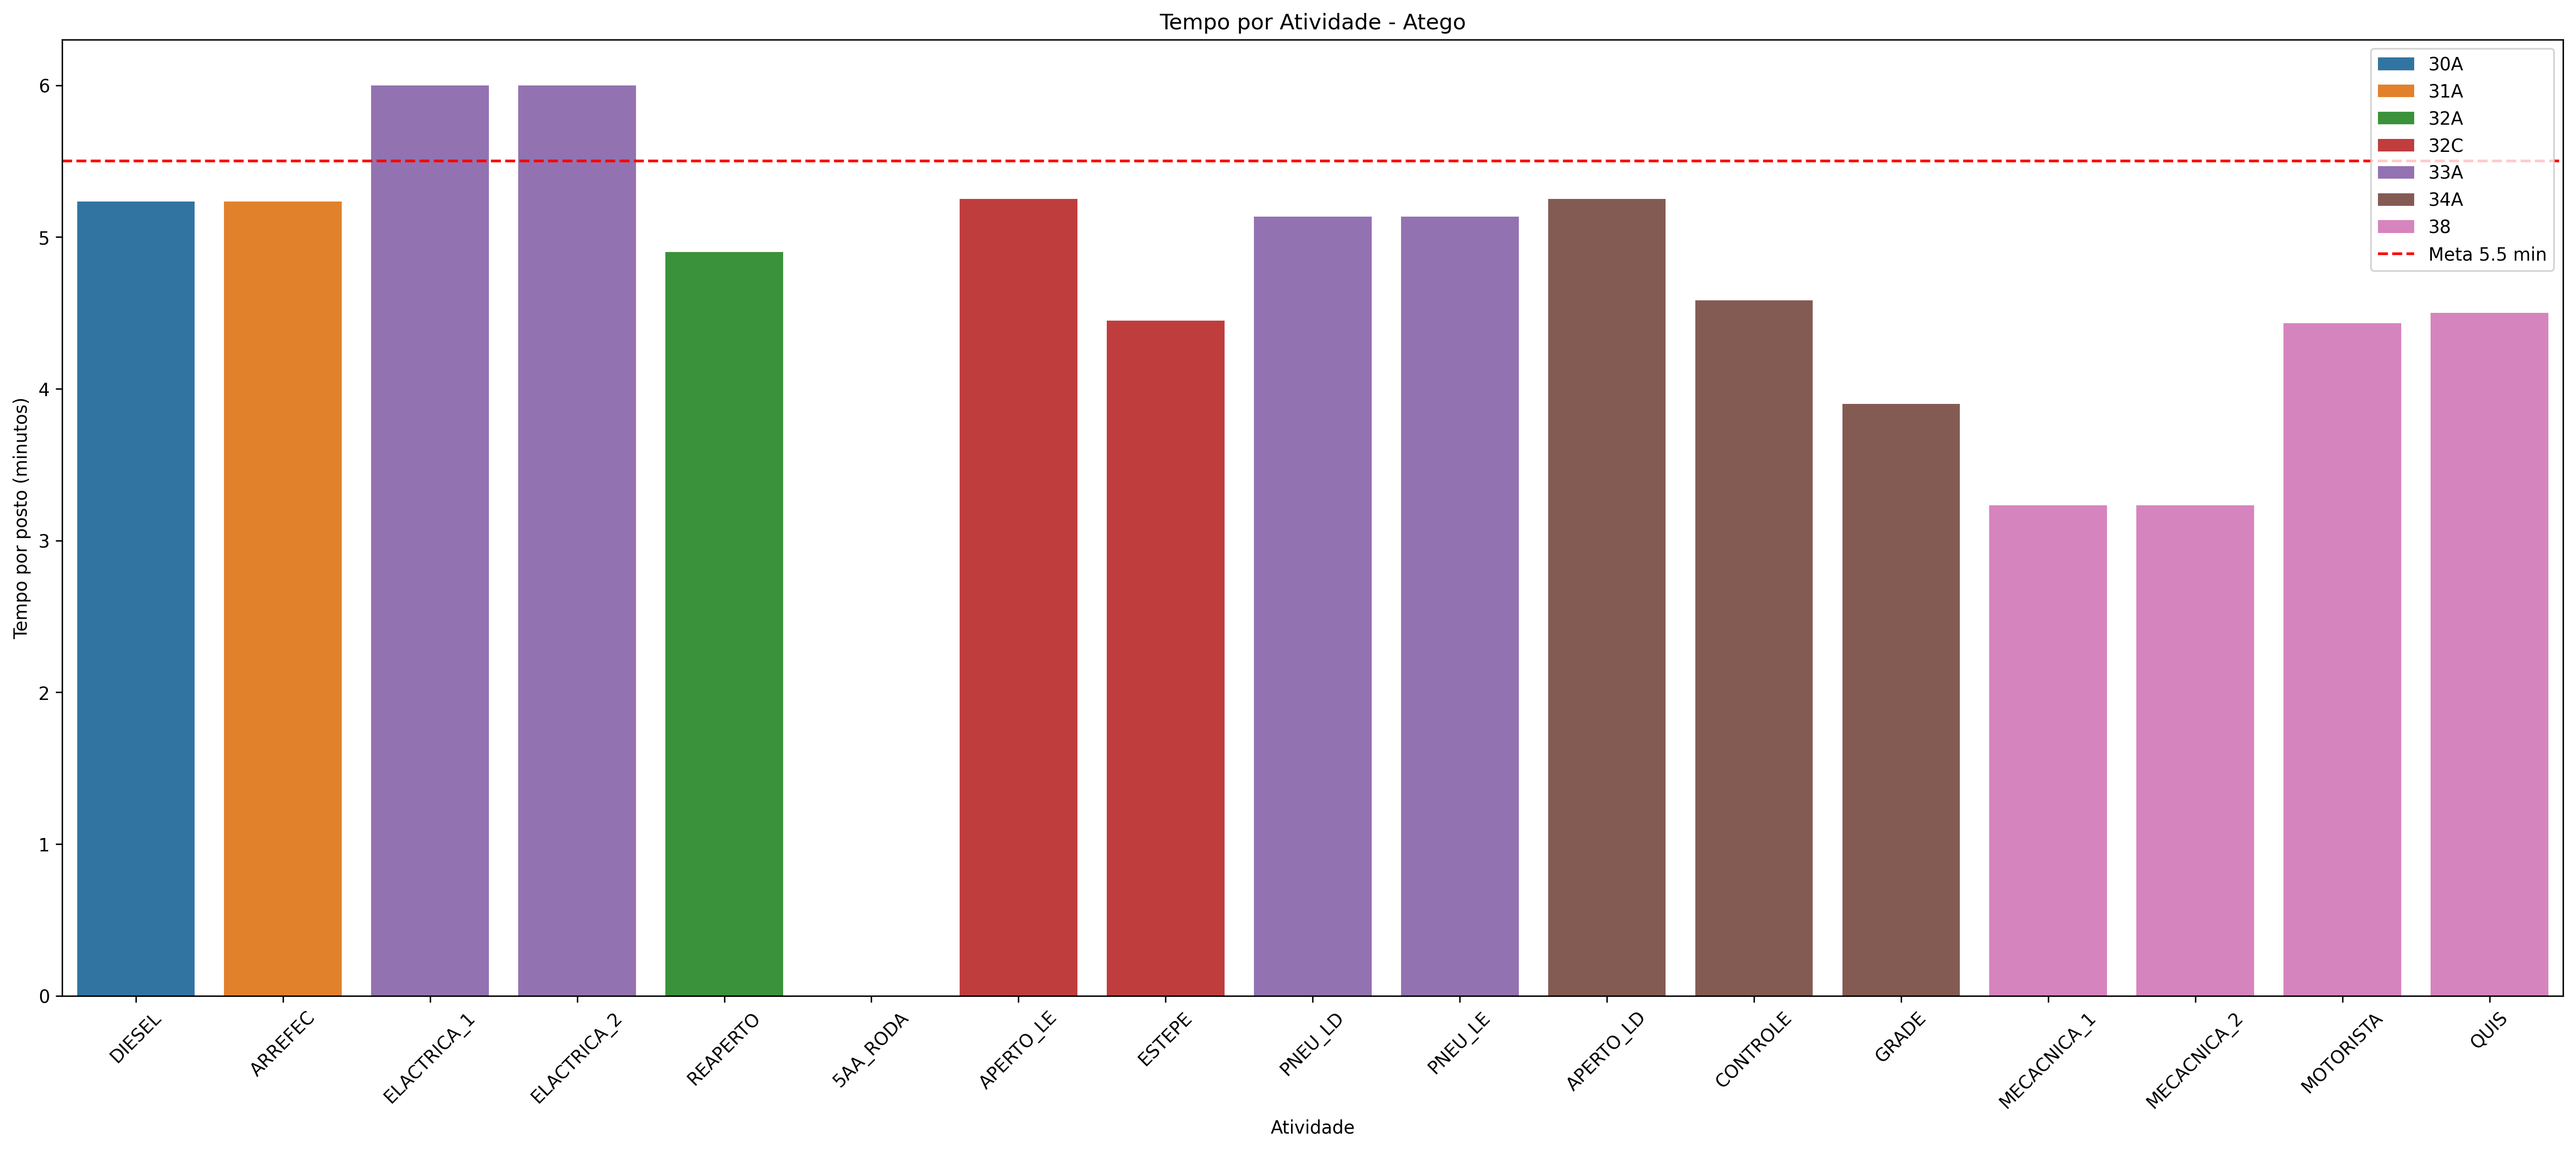 Tempo por Atividade - Atego
30A
31A
32A
32C
33A
34A
38
Meta 5.5 min
Tempo por posto (minutos)
6
5
4
3
2
1
0
DIESEL
ARREFEC
ELACTRICA_1
ELACTRICA_2
REAPERTO
5AA_RODA
APERTO_LE
ESTEPE
PNEU_LD
PNEU_LE
APERTO_LD
CONTROLE
GRADE
MECACNICA_1
MECACNICA_2
MOTORISTA
QUIS
Atividade